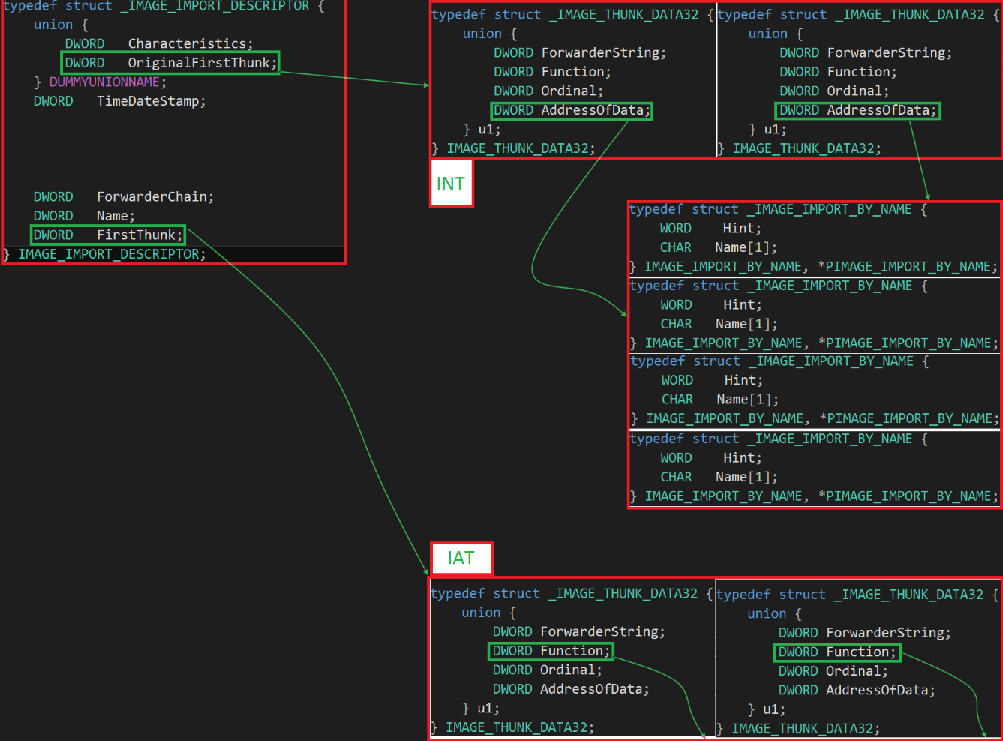 typedef struct _IMAGE_IMPORT_DESCRIPTOR {
union {
DWORD Characteristics;
DWORD OriginalFirstThunk;
} DUMMYUNIONNAME;
DWORD TimeDateStamp;
DWORD ForwarderChain;
DWORD Name;
DWORD FirstThunk;
} IMAGE_IMPORT_DESCRIPTOR;
typedef struct _IMAGE_THUNK_DATA32 {
union {
DWORD ForwarderString;
DWORD Function;
DWORD Ordinal;
DWORD AddressOfData;
} u1;
} IMAGE_THUNK_DATA32;
typedef struct _IMAGE_THUNK_DATA32 {
union {
DWORD ForwarderString;
DWORD Function;
DWORD Ordinal;
DWORD AddressOfData;
} u1;
} IMAGE_THUNK_DATA32;
INT
typedef struct _IMAGE_IMPORT_BY_NAME {
WORD Hint;
CHAR Name[1];
} IMAGE_IMPORT_BY_NAME, *PIMAGE_IMPORT_BY_NAME;
typedef struct _IMAGE_IMPORT_BY_NAME {
WORD Hint;
CHAR Name[1];
} IMAGE_IMPORT_BY_NAME, *PIMAGE_IMPORT_BY_NAME;
typedef struct _IMAGE_IMPORT_BY_NAME {
WORD Hint;
CHAR Name[1];
} IMAGE_IMPORT_BY_NAME, *PIMAGE_IMPORT_BY_NAME;
typedef struct _IMAGE_IMPORT_BY_NAME {
WORD Hint;
CHAR Name[1];
} IMAGE_IMPORT_BY_NAME, *PIMAGE_IMPORT_BY_NAME;
IAT
typedef struct _IMAGE_THUNK_DATA32 {
union {
DWORD ForwarderString;
DWORD Function;
DWORD Ordinal;
DWORD AddressOfData;
} u1;
} IMAGE_THUNK_DATA32;
typedef struct _IMAGE_THUNK_DATA32 {
union {
DWORD ForwarderString;
DWORD Function;
DWORD Ordinal;
DWORD AddressOfData;
} u1;
} IMAGE_THUNK_DATA32;